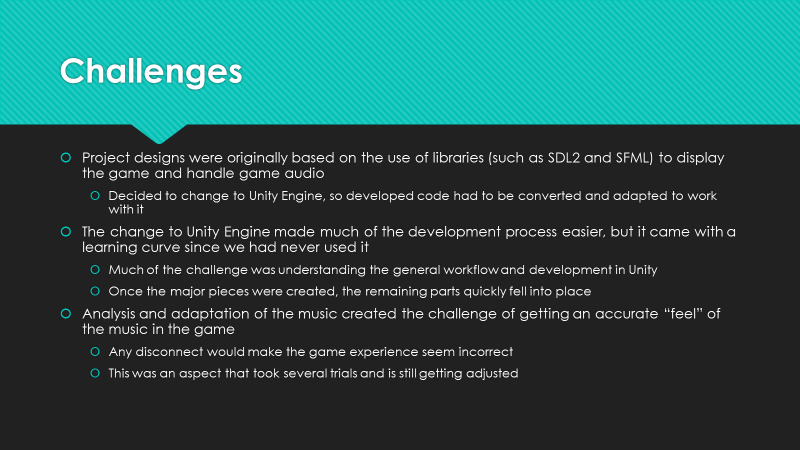 Challenges
Project designs were originally based on the use of libraries (such as SDL2 and SFML) to display
the game and handle game audio
Decided to change to Unity Engine, so developed code had to be converted and adapted to work
with it
The change to Unity Engine made much of the development process easier, but it came with a
learning curve since we had never used it
Much of the challenge was understanding the general workflow and development in Unity
Once the major pieces were created, the remaining parts quickly fell into place
Analysis and adaptation of the music created the challenge of getting an accurate “feel” of
the music in the game
Any disconnect would make the game experience seem incorrect
This was an aspect that took several trials and is still getting adjusted